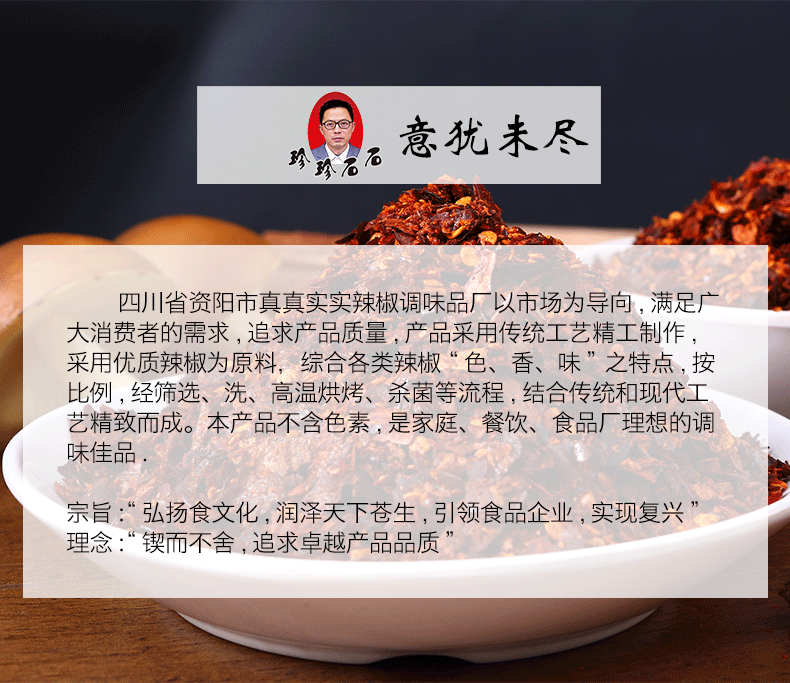 珍珍石石
意犹未尽
四川省资阳市真真实实辣椒调味品厂以市场为导向,满足广
大消费者的需求,追求产品质量,产品采用传统工艺精工制作,
采用优质辣椒为原料, 综合各类辣椒“色、香、味”之特点,按
比例,经筛选、洗、高温烘烤、杀菌等流程,结合传统和现代工
艺精致而成。本产品不含色素,是家庭、餐饮、食品厂理想的调
味佳品.
宗旨:“弘扬食文化,润泽天下苍生,引领食品企业,实现复兴”
理念:“锲而不舍,追求卓越产品品质”